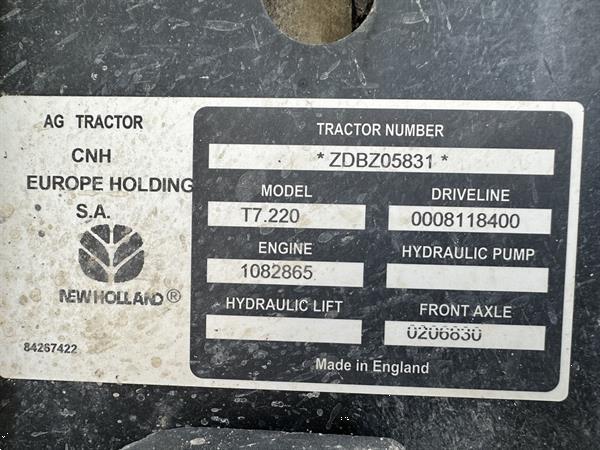 AG TRACTOR
CNH
EUROPE HOLDING
S.A.
NEW HOLLAND®
84267422
TRACTOR NUMBER
*ZDBZ05831*
MODEL
T7.220
DRIVELINE
0008118400
ENGINE
1082865
HYDRAULIC PUMP
HYDRAULIC LIFT
FRONT AXLE
0206830
Made in England